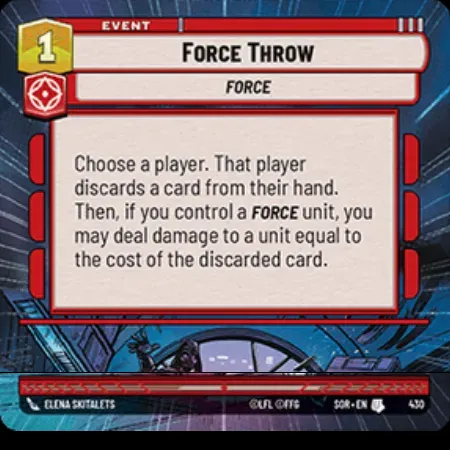 EVENT
1
FORCE THROW
FORCE
Choose a player. That player
discards a card from their hand.
Then, if you control a FORCE unit, you
may deal damage to a unit equal to
the cost of the discarded card.
ELENA SKITALETS ©LFL ©FFG SOR • EN 430